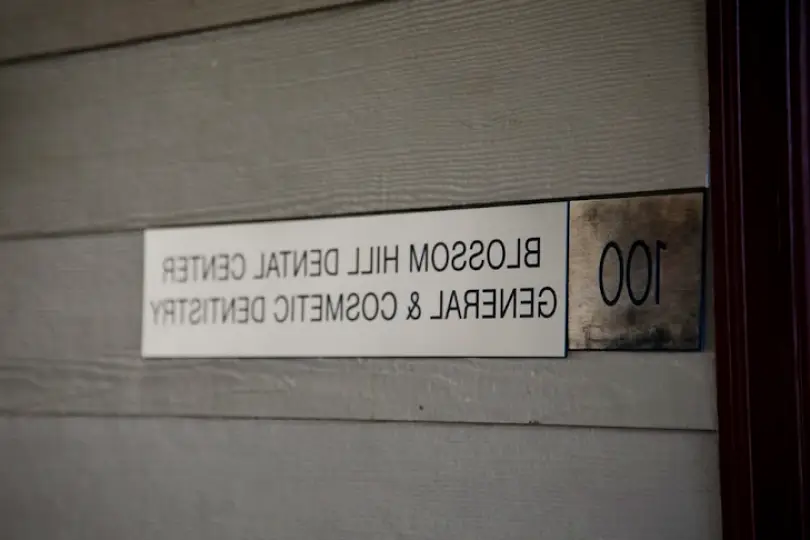 100
BLOSSOM HILL DENTAL CENTER
GENERAL & COSMETIC DENTISTRY